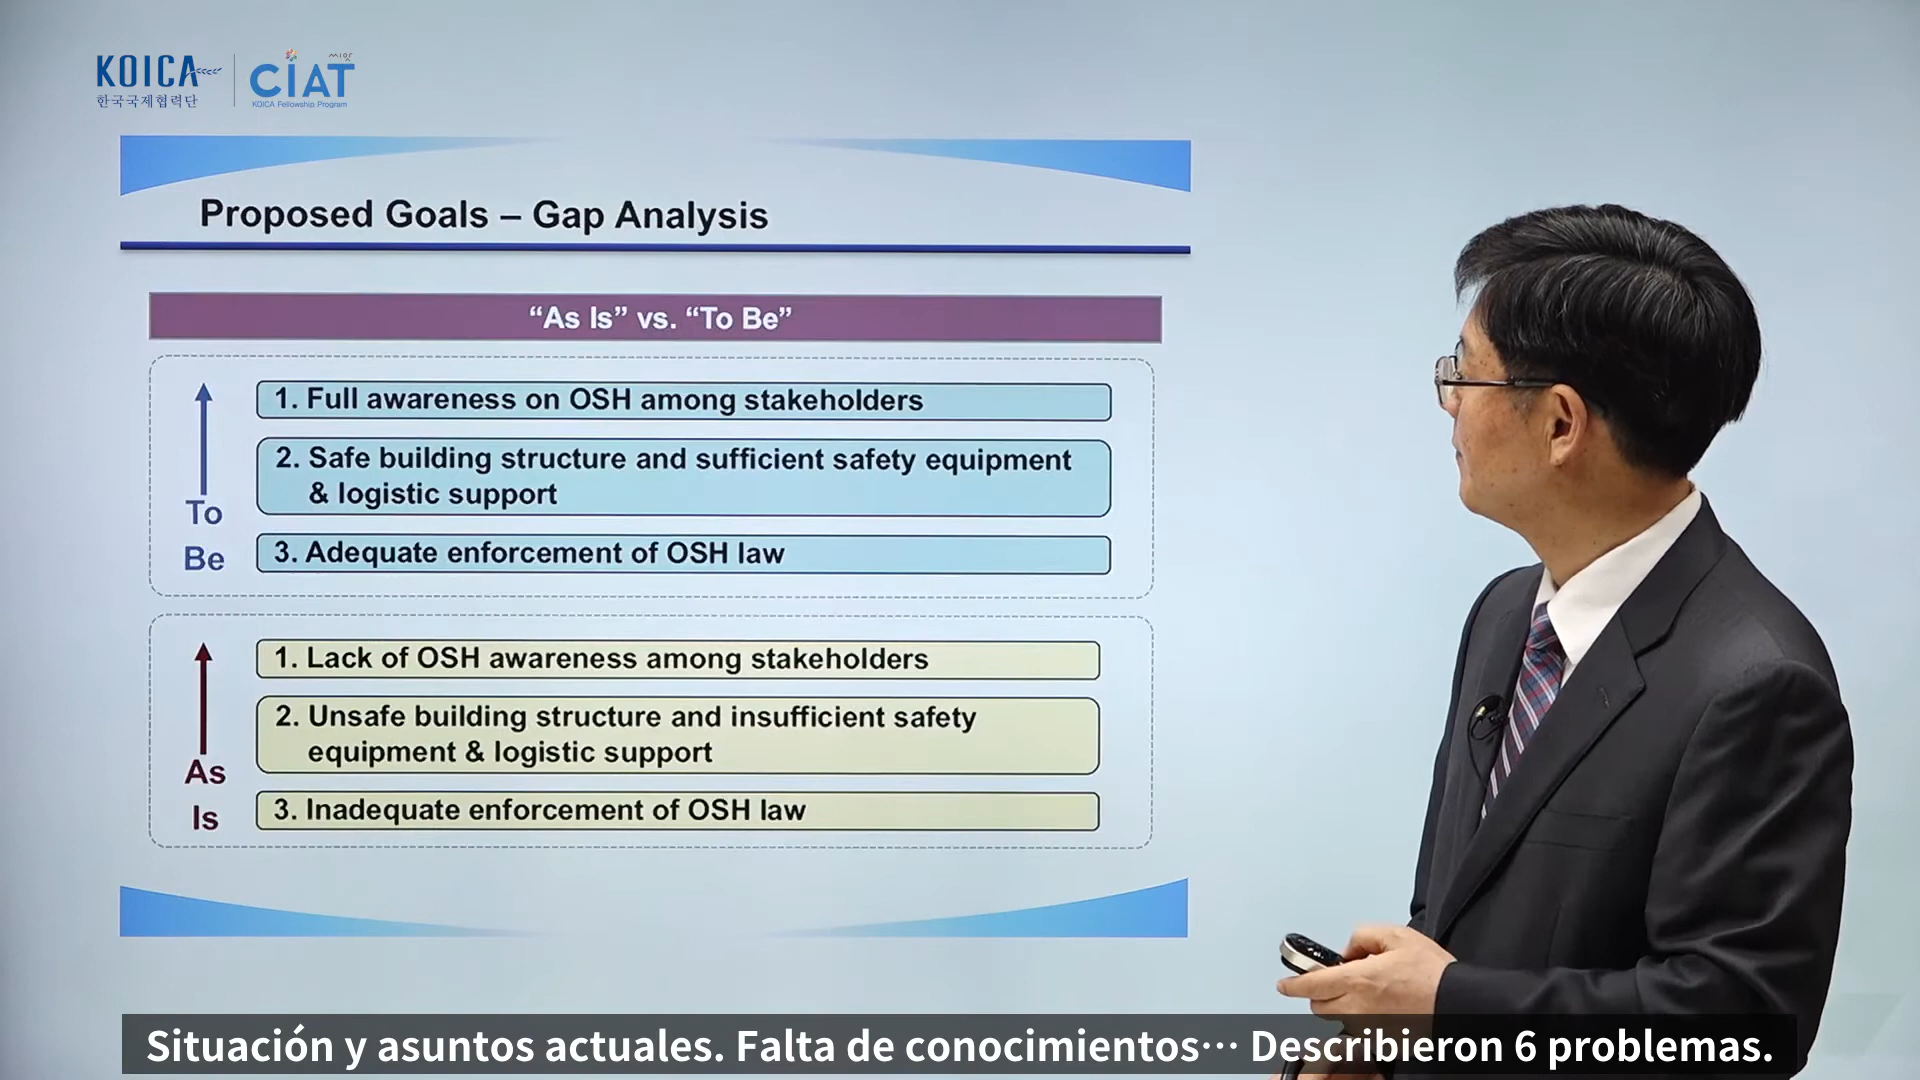 KOICA
한국국제협력단
씨앗
CIAT
KOICA Fellowship Program
Proposed Goals – Gap Analysis
“As Is” vs. “To Be”
To
Be
1. Full awareness on OSH among stakeholders
2. Safe building structure and sufficient safety equipment
& logistic support
3. Adequate enforcement of OSH law
As
Is
1. Lack of OSH awareness among stakeholders
2. Unsafe building structure and insufficient safety
equipment & logistic support
3. Inadequate enforcement of OSH law
Situación y asuntos actuales. Falta de conocimientos… Describieron 6 problemas.